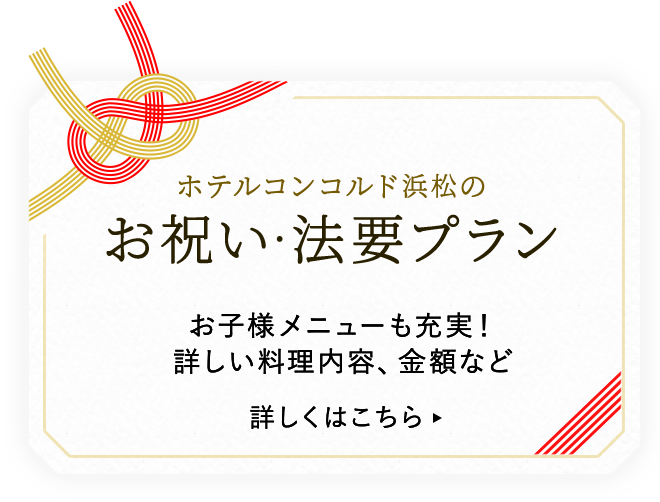 ホテルコンコルド浜松の
お祝い・法要プラン
お子様メニューも充実！
詳しい料理内容、金額など
詳しくはこちら ▶